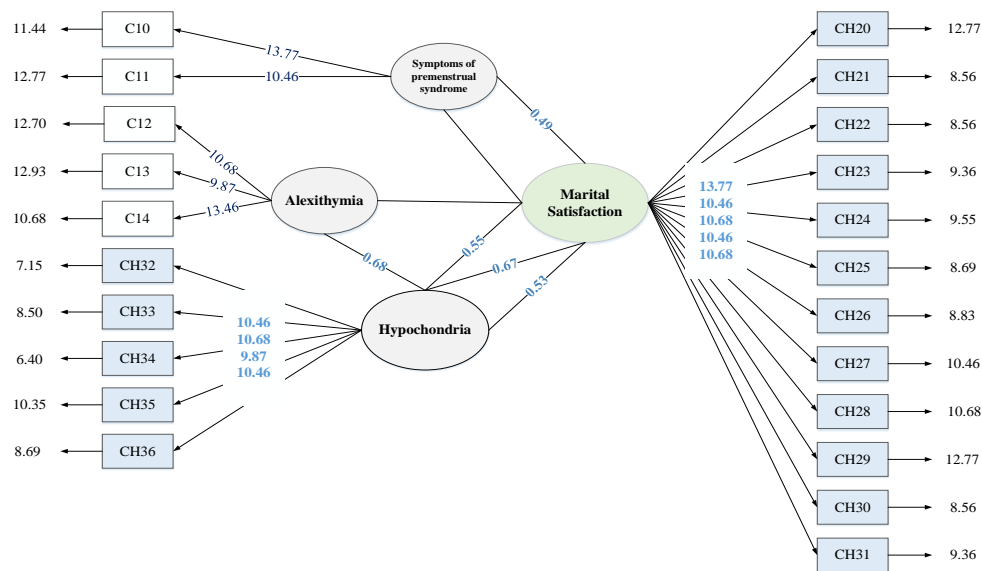 11.44
C10
12.77
C11
12.70
C12
12.93
C13
10.68
C14
7.15
CH32
8.50
CH33
6.40
CH34
10.35
CH35
8.69
CH36
13.77
10.46
10.68
9.87
13.46
10.46
10.68
9.87
10.46
Symptoms of
premenstrual
syndrome
Alexithymia
Hypochondria
0.49
0.68
0.55
0.67
0.53
Marital
Satisfaction
13.77
10.46
10.68
10.46
10.68
CH20
12.77
CH21
8.56
CH22
8.56
CH23
9.36
CH24
9.55
CH25
8.69
CH26
8.83
CH27
10.46
CH28
10.68
CH29
12.77
CH30
8.56
CH31
9.36